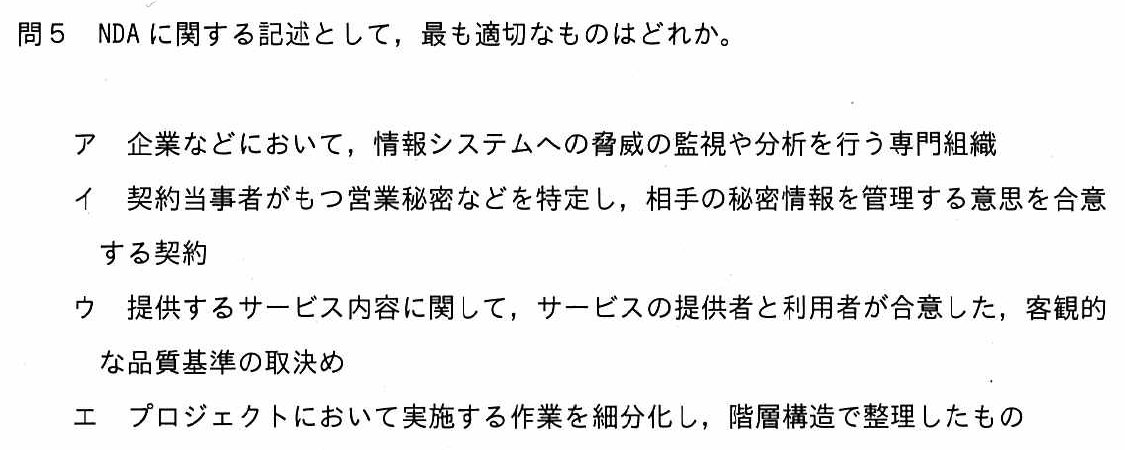 問５　NDAに関する記述として，最も適切なものはどれか。
ア　企業などにおいて，情報システムへの脅威の監視や分析を行う専門組織
イ　契約当事者がもつ営業秘密などを特定し，相手の秘密情報を管理する意思を合意
する契約
ウ　提供するサービス内容に関して，サービスの提供者と利用者が合意した，客観的
な品質基準の取決め
エ　プロジェクトにおいて実施する作業を細分化し，階層構造で整理したもの